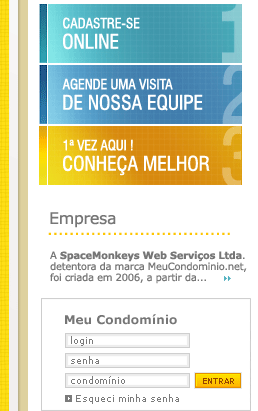 CADASTRE-SE
ONLINE
1
AGENDE UMA VISITA
DE NOSSA EQUIPE
2
1ª VEZ AQUI !
CONHEÇA MELHOR
3
Empresa
A SpaceMonkeys Web Serviços Ltda.
detentora da marca MeuCondominio.net,
foi criada em 2006, a partir da...
Meu Condomínio
login
senha
condomínio
ENTRAR
Esqueci minha senha